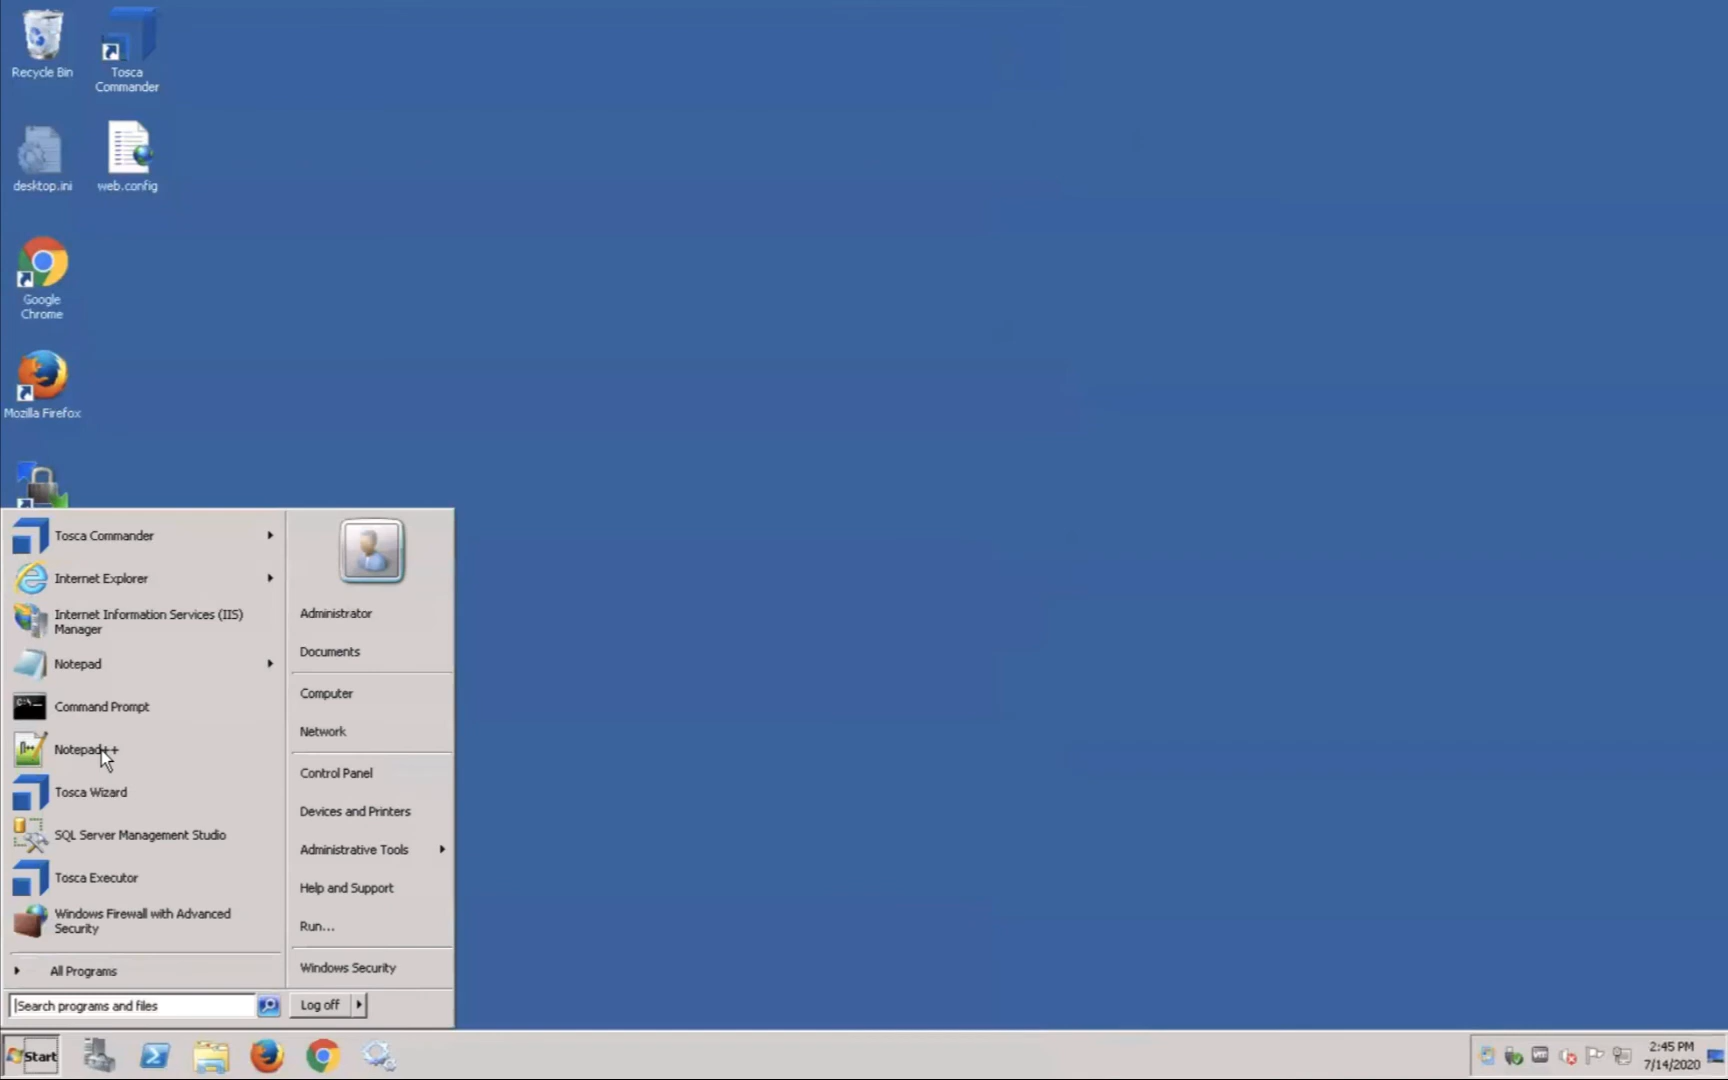 Recycle Bin
Tosca
Commander
desktop.ini
web.config
Google
Chrome
Mozilla Firefox
Tosca Commander
Internet Explorer
Internet Information Services (IIS)
Manager
Notepad
Command Prompt
Notepad++
Tosca Wizard
SQL Server Management Studio
Tosca Executor
Windows Firewall with Advanced
Security
All Programs
Search programs and files
Administrator
Documents
Computer
Network
Control Panel
Devices and Printers
Administrative Tools
Help and Support
Run...
Windows Security
Log off
Start
2:45 PM
7/14/2020